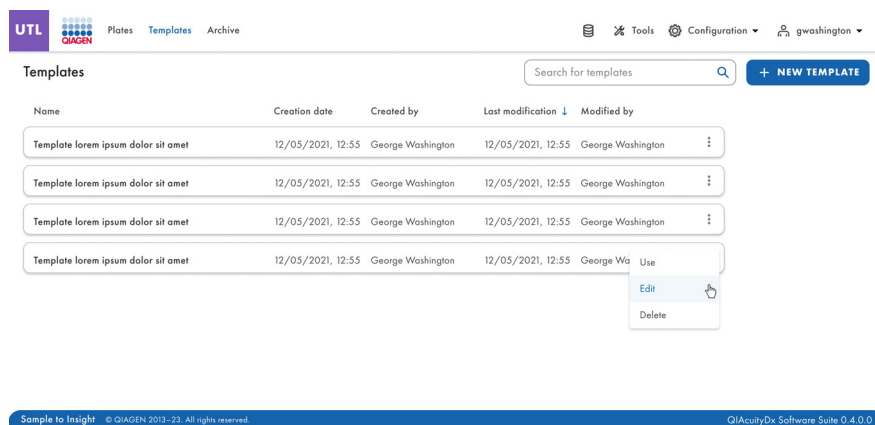 UTL QIAGEN Plates Templates Archive Tools Configuration gwashington
Templates Search for templates + NEW TEMPLATE
Name Creation date Created by Last modification ↓ Modified by
Template lorem ipsum dolor sit amet 12/05/2021, 12:55 George Washington 12/05/2021, 12:55 George Washington
Template lorem ipsum dolor sit amet 12/05/2021, 12:55 George Washington 12/05/2021, 12:55 George Washington
Template lorem ipsum dolor sit amet 12/05/2021, 12:55 George Washington 12/05/2021, 12:55 George Washington
Template lorem ipsum dolor sit amet 12/05/2021, 12:55 George Washington 12/05/2021, 12:55 George Wa
Use
Edit
Delete
Sample to Insight © QIAGEN 2013–23. All rights reserved. QIAcuityDx Software Suite 0.4.0.0